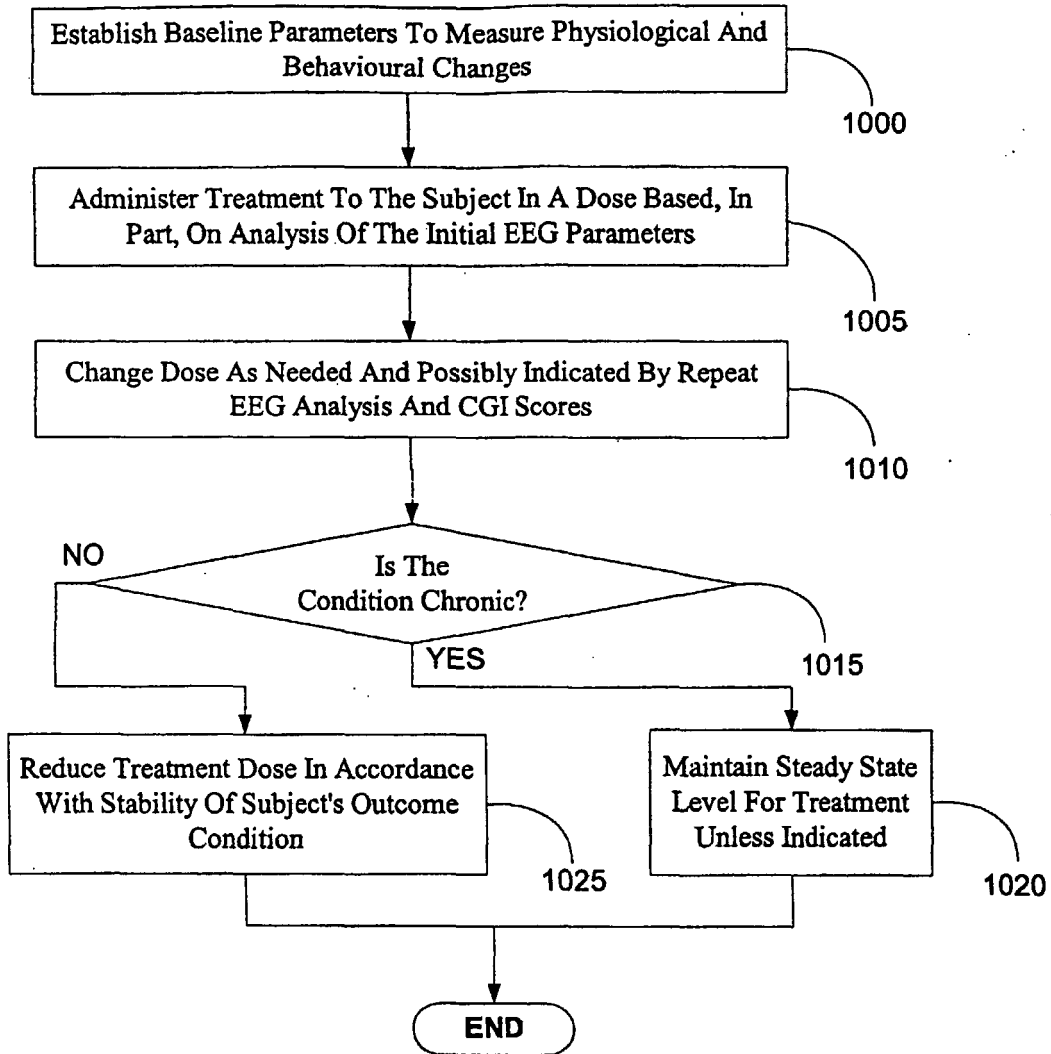 Establish Baseline Parameters To Measure Physiological And
Behavioural Changes
1000
Administer Treatment To The Subject In A Dose Based, In
Part, On Analysis Of The Initial EEG Parameters
1005
Change Dose As Needed And Possibly Indicated By Repeat
EEG Analysis And CGI Scores
1010
NO
Is The
Condition Chronic?
YES
1015
Reduce Treatment Dose In Accordance
With Stability Of Subject's Outcome
Condition
1025
Maintain Steady State
Level For Treatment
Unless Indicated
1020
END